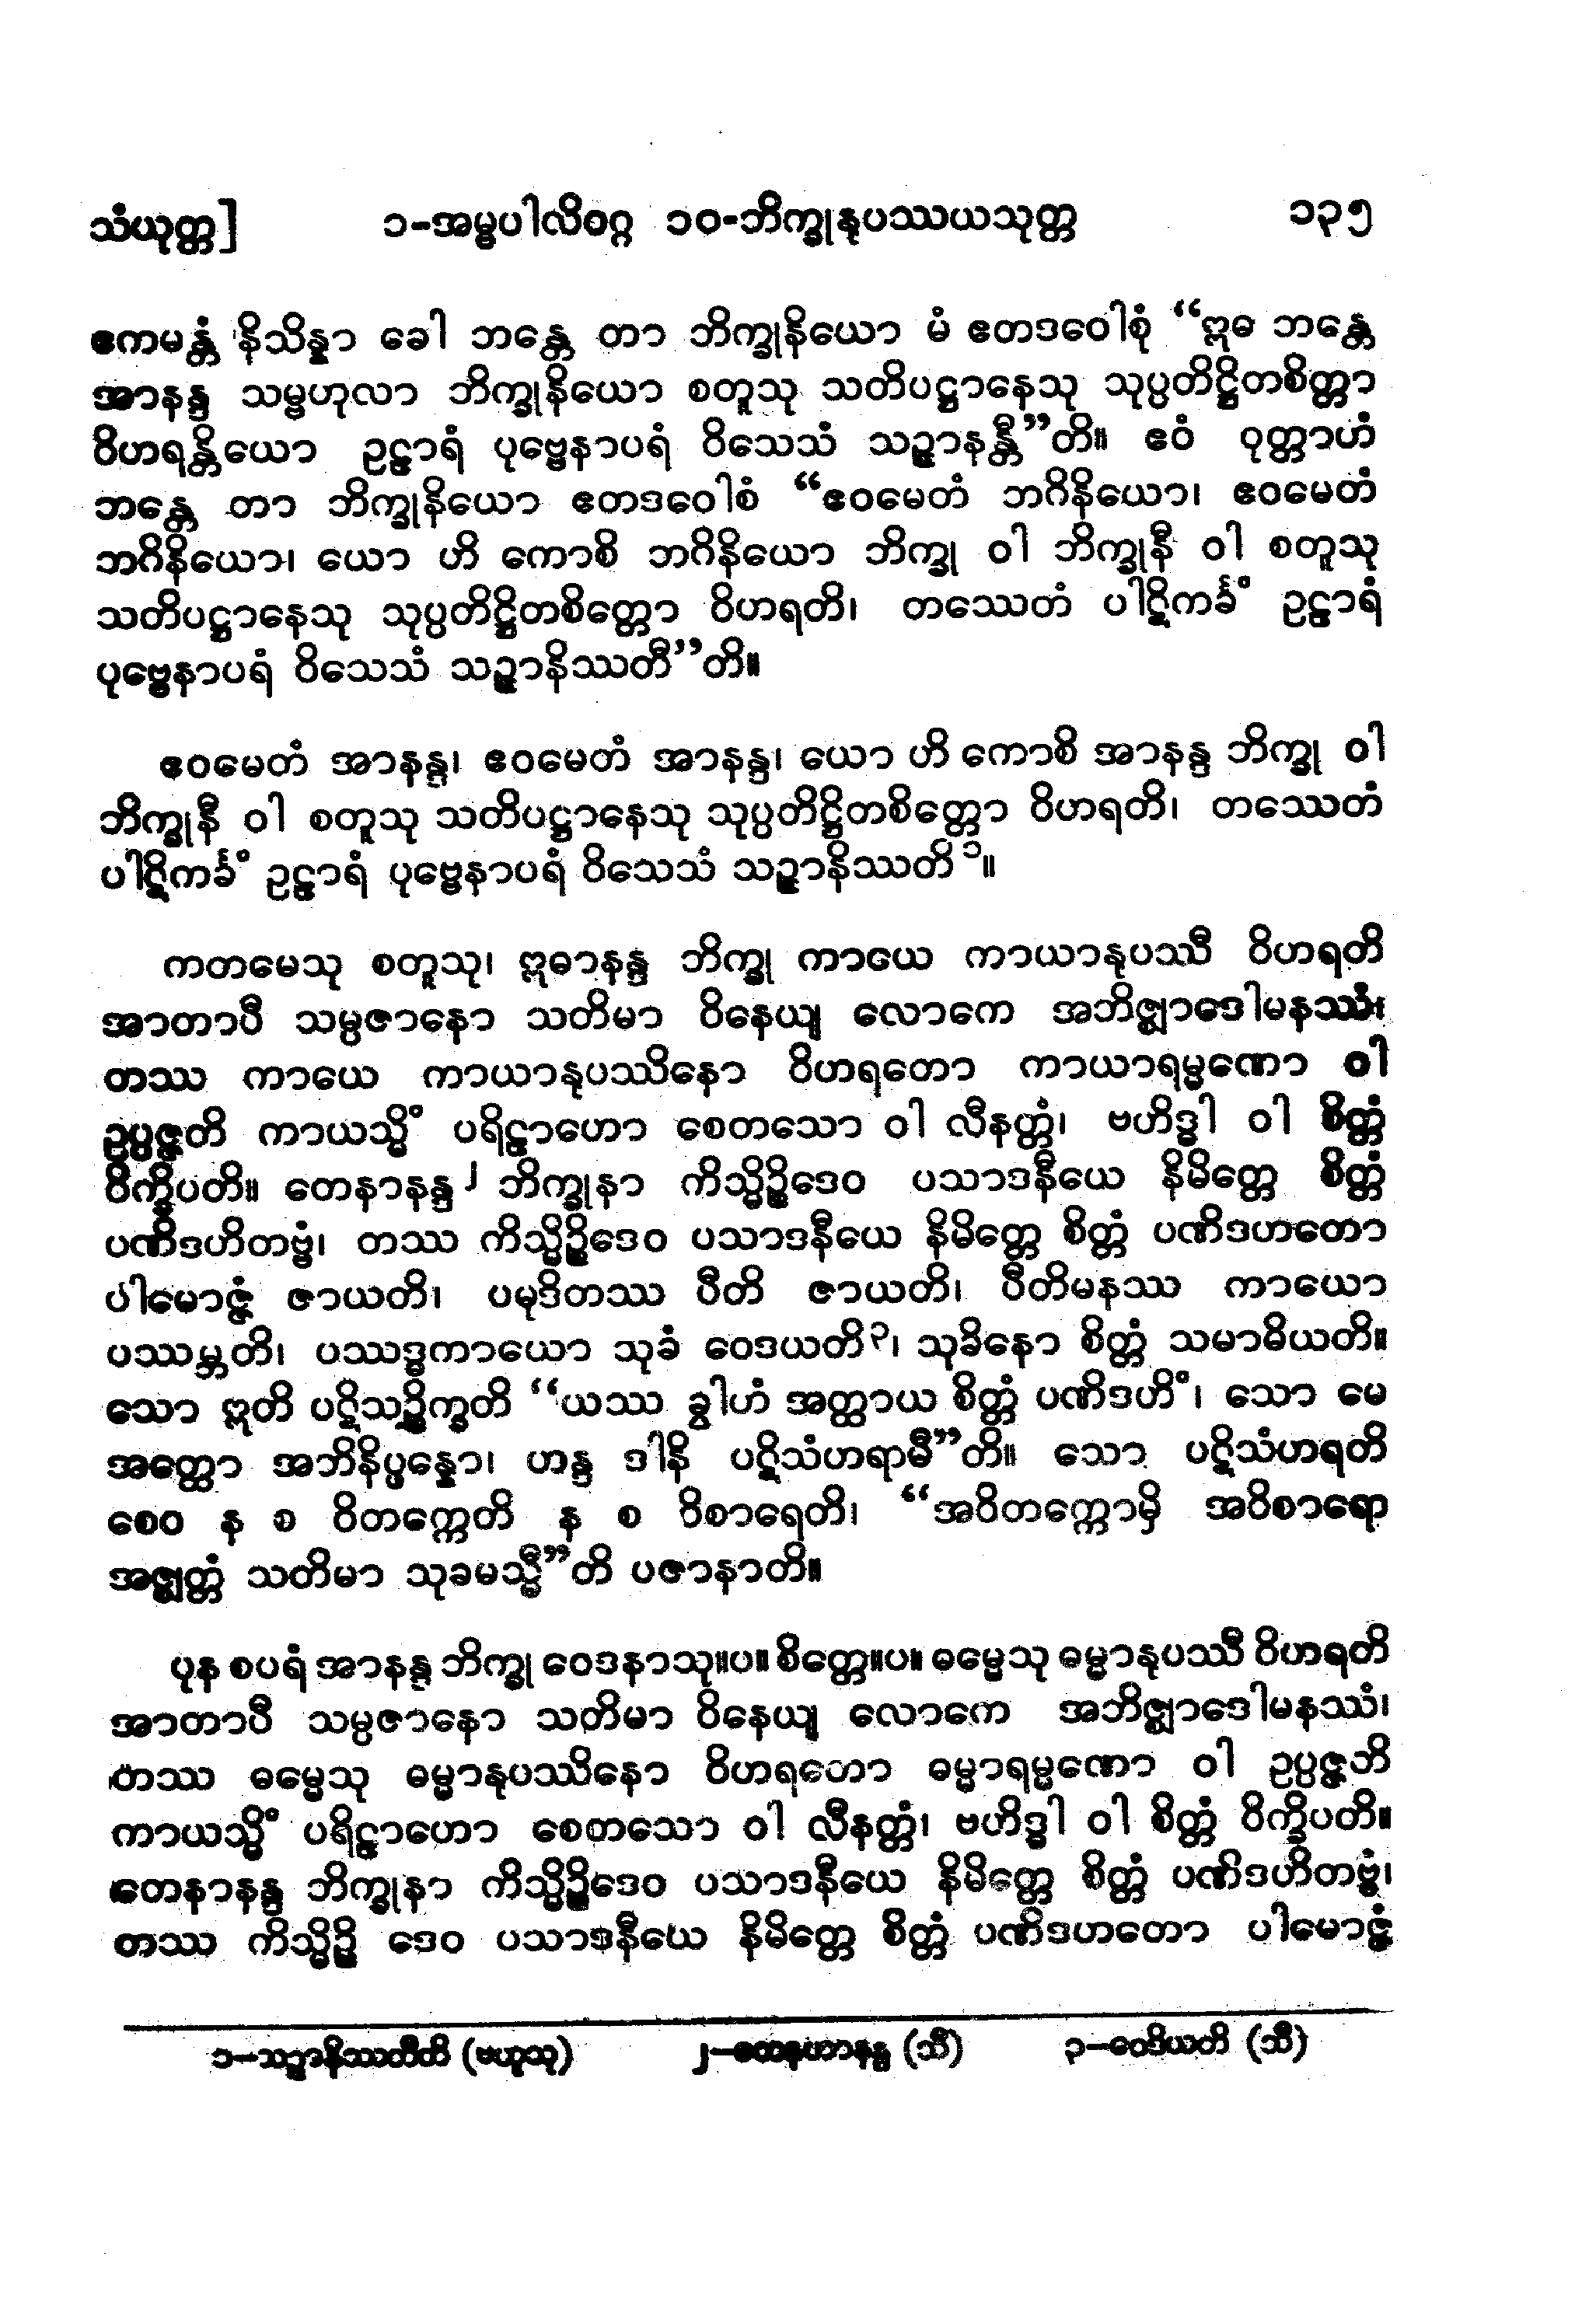 သံယုတ္တ] ၁-အမ္ဗပါလိဝဂ္ဂ ၁၀-ဘိက္ခုနုပဿယသုတ္တ ၁၃၅
ဧကမန္တံ နိသိန္နာ ခေါ ဘန္တေ တာ ဘိက္ခုနိယော မံ ဧတဒဝေါစုံ “ဣဓ ဘန္တေ
အာနန္ဒ သမ္ဗဟုလာ ဘိက္ခုနိယော စတူသု သတိပဋ္ဌာနေသု သုပ္ပတိဋ္ဌိတစိတ္တာ
ဝိဟရန္တိယော ဥဠာရံ ပုဗ္ဗေနာပရံ ဝိသေသံ သဉ္ဇာနန္တီ”တိ။ ဧဝံ ဝုတ္တာဟံ
ဘန္တေ တာ ဘိက္ခုနိယော ဧတဒဝေါစံ “ဧဝမေတံ ဘဂိနိယော၊ ဧဝမေတံ
ဘဂိနိယော၊ ယော ဟိ ကောစိ ဘဂိနိယော ဘိက္ခု ဝါ ဘိက္ခုနီ ဝါ စတူသု
သတိပဋ္ဌာနေသု သုပ္ပတိဋ္ဌိတစိတ္တော ဝိဟရတိ၊ တဿေတံ ပါဋိကင်္ခံ ဥဠာရံ
ပုဗ္ဗေနာပရံ ဝိသေသံ သဉ္ဇာနိဿတီ”တိ။
ဧဝမေတံ အာနန္ဒ၊ ဧဝမေတံ အာနန္ဒ၊ ယော ဟိ ကောစိ အာနန္ဒ ဘိက္ခု ဝါ
ဘိက္ခုနီ ဝါ စတူသု သတိပဋ္ဌာနေသု သုပ္ပတိဋ္ဌိတစိတ္တော ဝိဟရတိ၊ တဿေတံ
ပါဋိကင်္ခံ ဥဠာရံ ပုဗ္ဗေနာပရံ ဝိသေသံ သဉ္ဇာနိဿတိ ၁။
ကတမေသု စတူသု၊ ဣဓာနန္ဒ ဘိက္ခု ကာယေ ကာယာနုပဿီ ဝိဟရတိ
အာတာပီ သမ္ပဇာနော သတိမာ ဝိနေယျ လောကေ အဘိဇ္ဈာဒေါမနဿံ၊
တဿ ကာယေ ကာယာနုပဿိနော ဝိဟရတော ကာယာရမ္မဏော ဝါ
ဥပ္ပဇ္ဇတိ ကာယသ္မိံ ပရိဠာဟော စေတသော ဝါ လီနတ္တံ၊ ဗဟိဒ္ဓါ ဝါ စိတ္တံ
ဝိက္ခိပတိ။ တေနာနန္ဒ ၂ ဘိက္ခုနာ ကိသ္မိဉ္စိဒေဝ ပသာဒနီယေ နိမိတ္တေ စိတ္တံ
ပဏိဒဟိတဗ္ဗံ၊ တဿ ကိသ္မိဉ္စိဒေဝ ပသာဒနီယေ နိမိတ္တေ စိတ္တံ ပဏိဒဟတော
ပါမောဇ္ဇံ ဇာယတိ၊ ပမုဒိတဿ ပီတိ ဇာယတိ၊ ပီတိမနဿ ကာယော
ပဿမ္ဘတိ၊ ပဿဒ္ဓကာယော သုခံ ဝေဒယတိ ၃၊ သုခိနော စိတ္တံ သမာဓိယတိ။
သော ဣတိ ပဋိသဉ္စိက္ခတိ “ယဿ ခွါဟံ အတ္ထာယ စိတ္တံ ပဏိဒဟိံ၊ သော မေ
အတ္ထော အဘိနိပ္ဖန္နော၊ ဟန္ဒ ဒါနိ ပဋိသံဟရာမီ”တိ။ သော ပဋိသံဟရတိ
စေဝ န စ ဝိတက္ကေတိ န စ ဝိစာရေတိ၊ “အဝိတက္ကောမှိ အဝိစာရော
အဇ္ဈတ္တံ သတိမာ သုခမသ္မီ”တိ ပဇာနာတိ။
ပုန စပရံ အာနန္ဒ ဘိက္ခု ဝေဒနာသု။ပ။ စိတ္တေ။ပ။ ဓမ္မေသု ဓမ္မာနုပဿီ ဝိဟရတိ
အာတာပီ သမ္ပဇာနော သတိမာ ဝိနေယျ လောကေ အဘိဇ္ဈာဒေါမနဿံ၊
တဿ ဓမ္မေသု ဓမ္မာနုပဿိနော ဝိဟရတော ဓမ္မာရမ္မဏော ဝါ ဥပ္ပဇ္ဇတိ
ကာယသ္မိံ ပရိဠာဟော စေတသော ဝါ လီနတ္တံ၊ ဗဟိဒ္ဓါ ဝါ စိတ္တံ ဝိက္ခိပတိ။
တေနာနန္ဒ ဘိက္ခုနာ ကိသ္မိဉ္စိဒေဝ ပသာဒနီယေ နိမိတ္တေ စိတ္တံ ပဏိဒဟိတဗ္ဗံ၊
တဿ ကိသ္မိဉ္စိ ဒေဝ ပသာဒနီယေ နိမိတ္တေ စိတ္တံ ပဏိဒဟတော ပါမောဇ္ဇံ
၁–သဉ္ဇာနိဿတီတိ (ဗဟူသု) ၂–တေနဟာနန္ဒ (သီ) ၃–ဝေဒိယတိ (သီ)